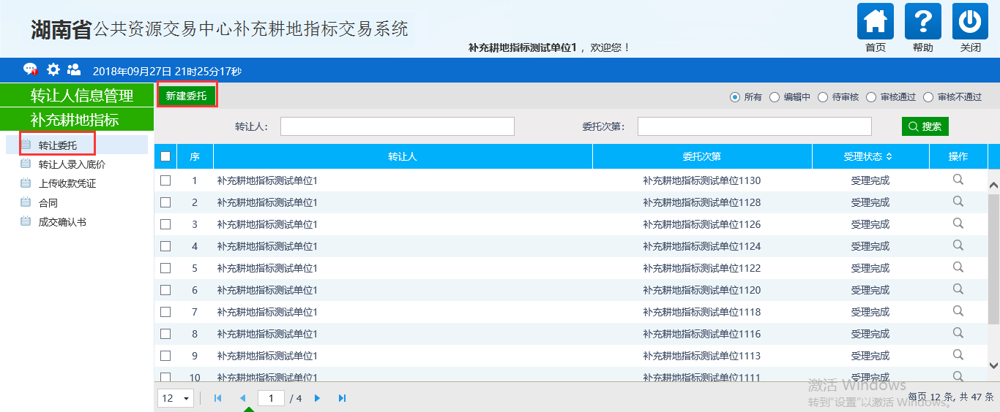 湖南省公共资源交易中心补充耕地指标交易系统
补充耕地指标测试单位1 ，欢迎您！
首页 帮助 关闭
2018年09月27日 21时25分17秒
转让人信息管理
补充耕地指标
转让委托
转让人录入底价
上传收款凭证
合同
成交确认书
新建委托
所有 编辑中 待审核 审核通过 审核不通过
转让人: 委托次第: 搜索
序 转让人 委托次第 受理状态 操作
1 补充耕地指标测试单位1 补充耕地指标测试单位1130 受理完成
2 补充耕地指标测试单位1 补充耕地指标测试单位1128 受理完成
3 补充耕地指标测试单位1 补充耕地指标测试单位1126 受理完成
4 补充耕地指标测试单位1 补充耕地指标测试单位1124 受理完成
5 补充耕地指标测试单位1 补充耕地指标测试单位1122 受理完成
6 补充耕地指标测试单位1 补充耕地指标测试单位1120 受理完成
7 补充耕地指标测试单位1 补充耕地指标测试单位1118 受理完成
8 补充耕地指标测试单位1 补充耕地指标测试单位1116 受理完成
9 补充耕地指标测试单位1 补充耕地指标测试单位1113 受理完成
10 补充耕地指标测试单位1 补充耕地指标测试单位1111 受理完成
12 1 / 4
每页 12 条, 共 47 条
激活 Windows
转到"设置"以激活 Windows。